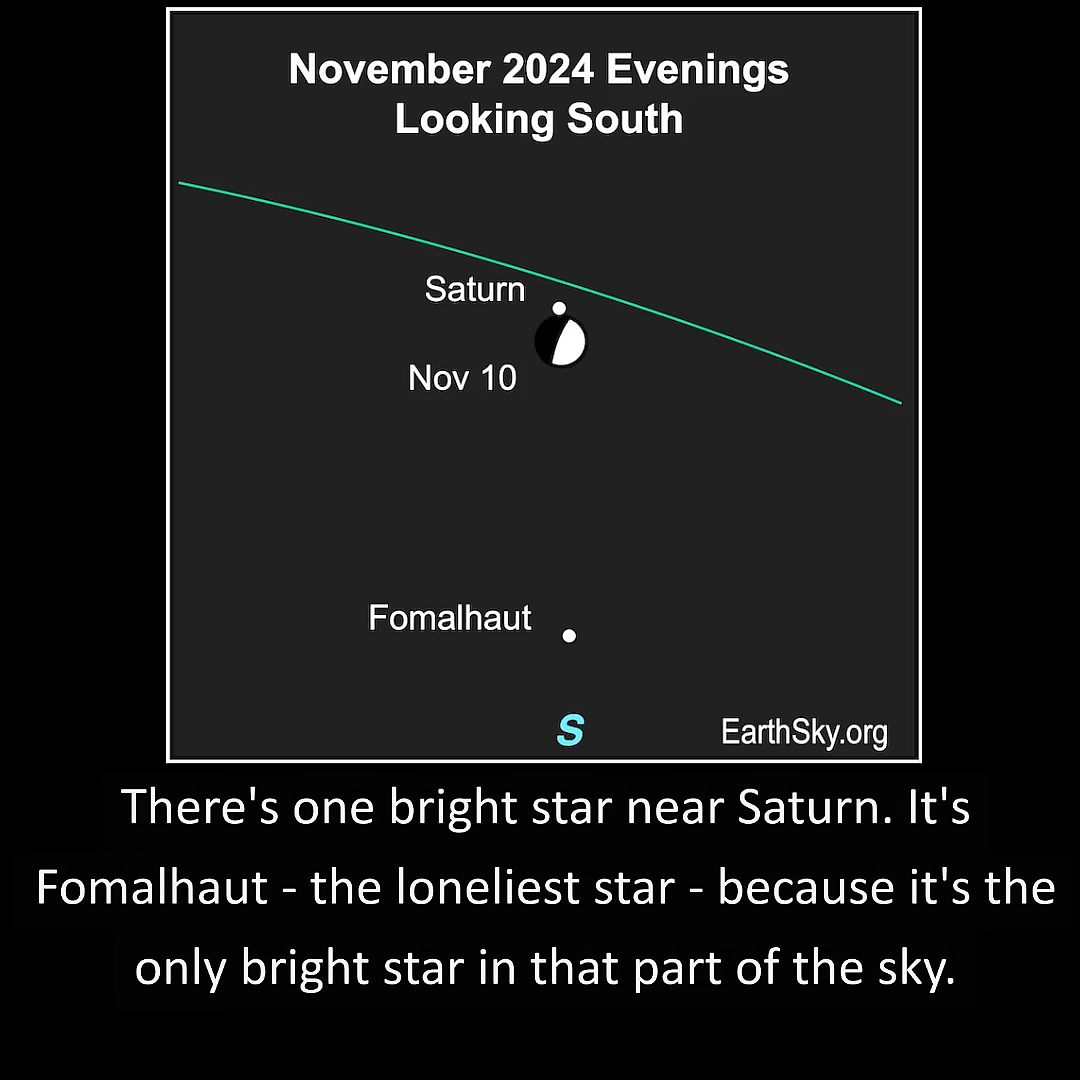 November 2024 Evenings
Looking South
Saturn
Nov 10
Fomalhaut
S
EarthSky.org
There's one bright star near Saturn. It's
Fomalhaut - the loneliest star - because it's the
only bright star in that part of the sky.